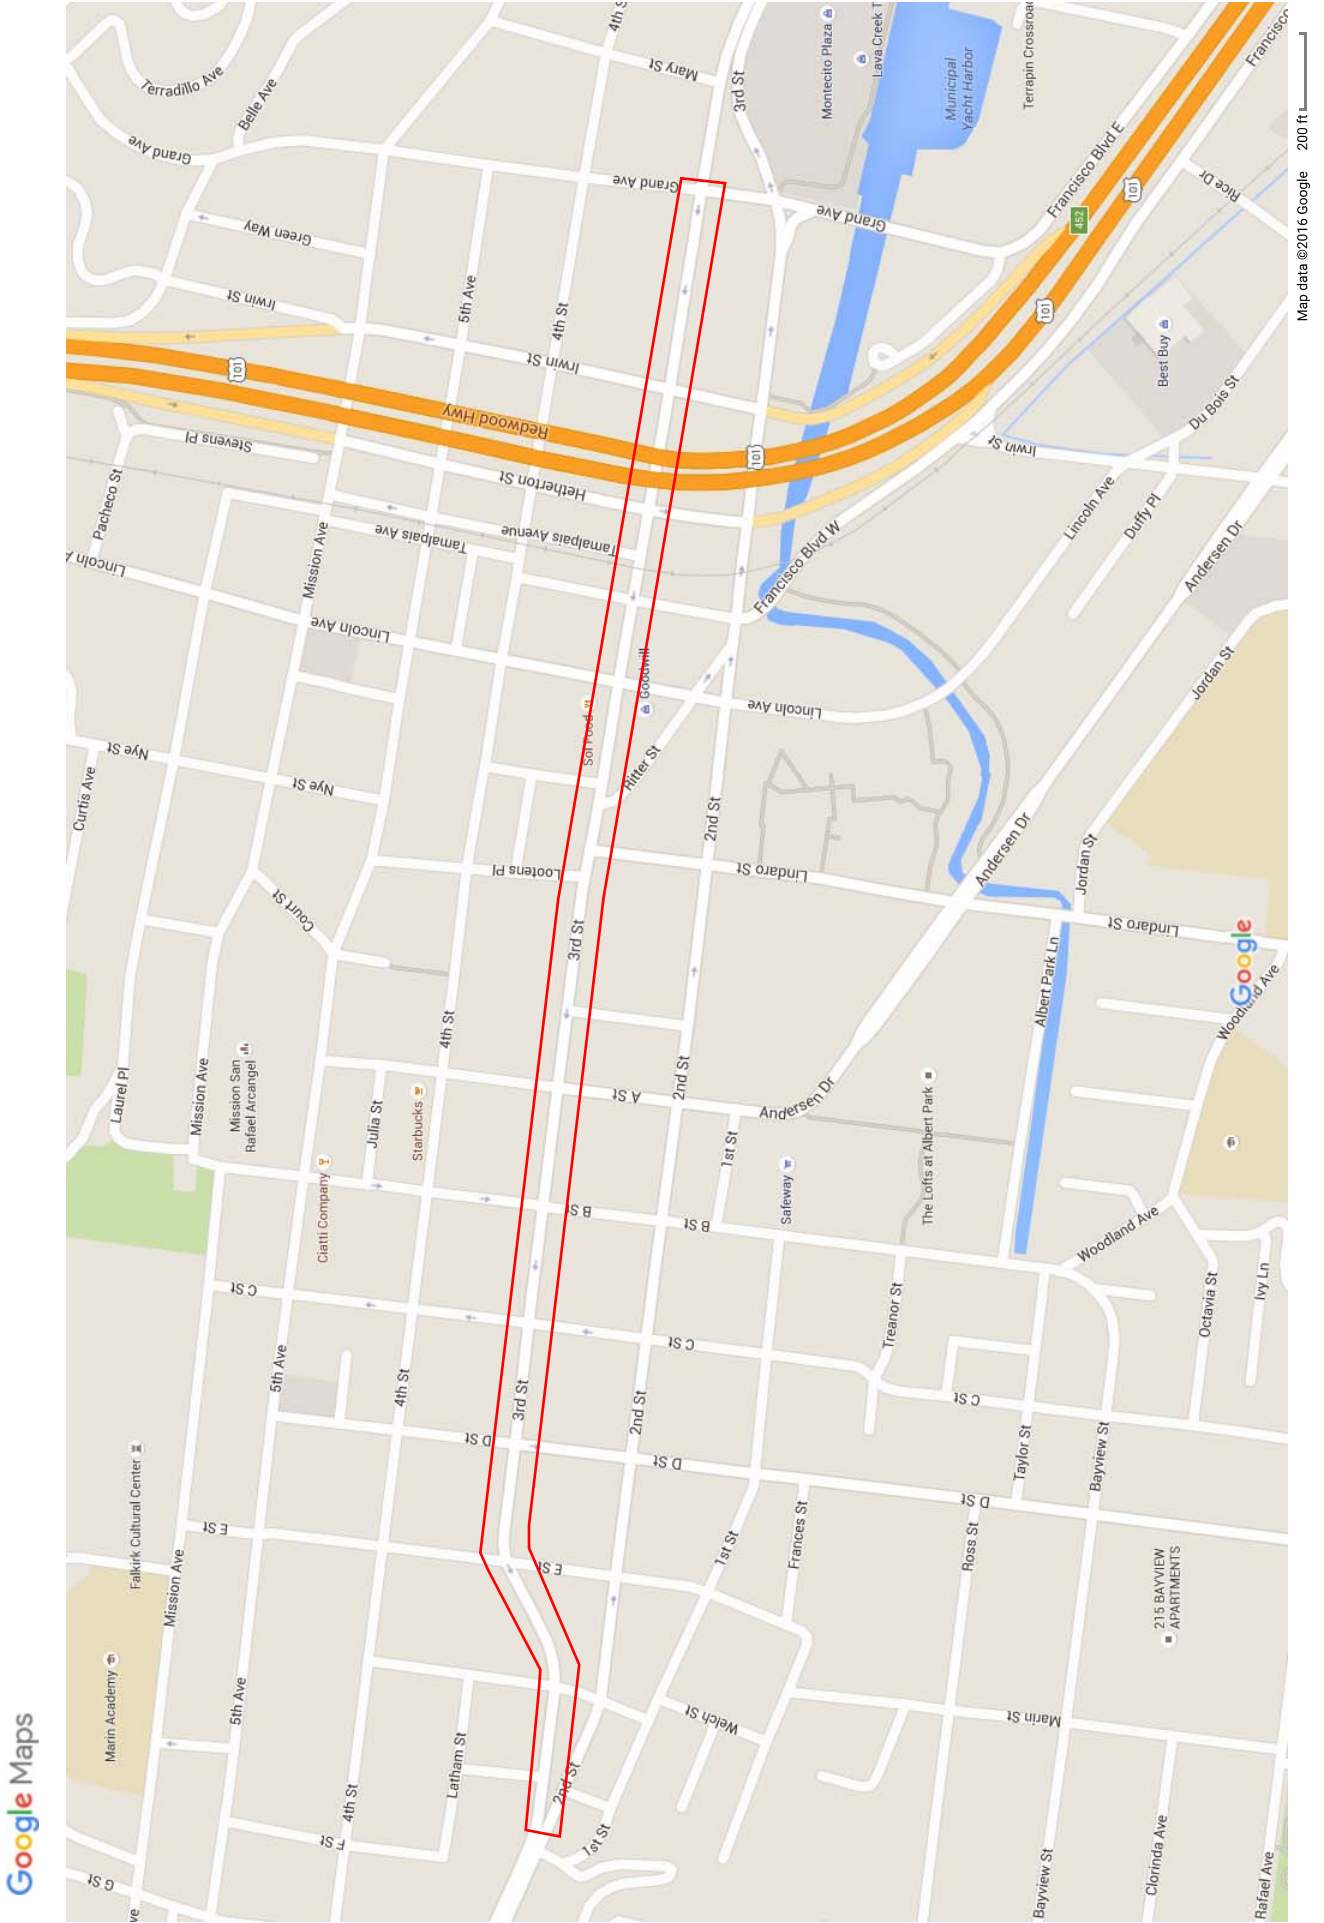 Google Maps
4th S
Mary St
3rd St
Montecito Plaza
Lava Creek T
Municipal
Yacht Harbor
Terrapin Crossroad
Francisco
Terradillo Ave
Belle Ave
Grand Ave
Grand Ave
Grand Ave
Francisco Blvd E
452
101
Rice Dr
Green Way
Irwin St
5th Ave
4th St
Irwin St
101
101
Best Buy
Redwood Hwy
101
Stevens Pl
Hetherton St
Irwin St
Du Bois St
Pacheco St
Tamalpais Ave
Tamalpais Avenue
Francisco Blvd W
Lincoln Ave
Duffy Pl
Andersen Dr
Mission Ave
Lincoln A
Lincoln Ave
Goodwill
Lincoln Ave
Jordan St
Sol Food
Ritter St
Nye St
Nye St
Curtis Ave
2nd St
Lootens Pl
Lindaro St
Andersen Dr
Jordan St
Court St
3rd St
Lindaro St
Albert Park Ln
Google
Woodland Ave
4th St
Laurel Pl
Mission Ave
Mission San
Rafael Arcangel
Julia St
Starbucks
A St
2nd St
Andersen Dr
1st St
The Lofts at Albert Park
Safeway
Ciatti Company
B St
B St
Woodland Ave
C St
C St
Treanor St
Octavia St
Ivy Ln
5th Ave
4th St
3rd St
2nd St
C St
D St
D St
D St
Taylor St
Bayview St
Falkirk Cultural Center
E St
E St
1st St
Frances St
Ross St
215 BAYVIEW
APARTMENTS
Mission Ave
Marin Academy
5th Ave
Welch St
Marin St
Latham St
2nd St
4th St
F St
1st St
Bayview St
Clorinda Ave
Rafael Ave
G St
ve
Map data ©2016 Google
200 ft